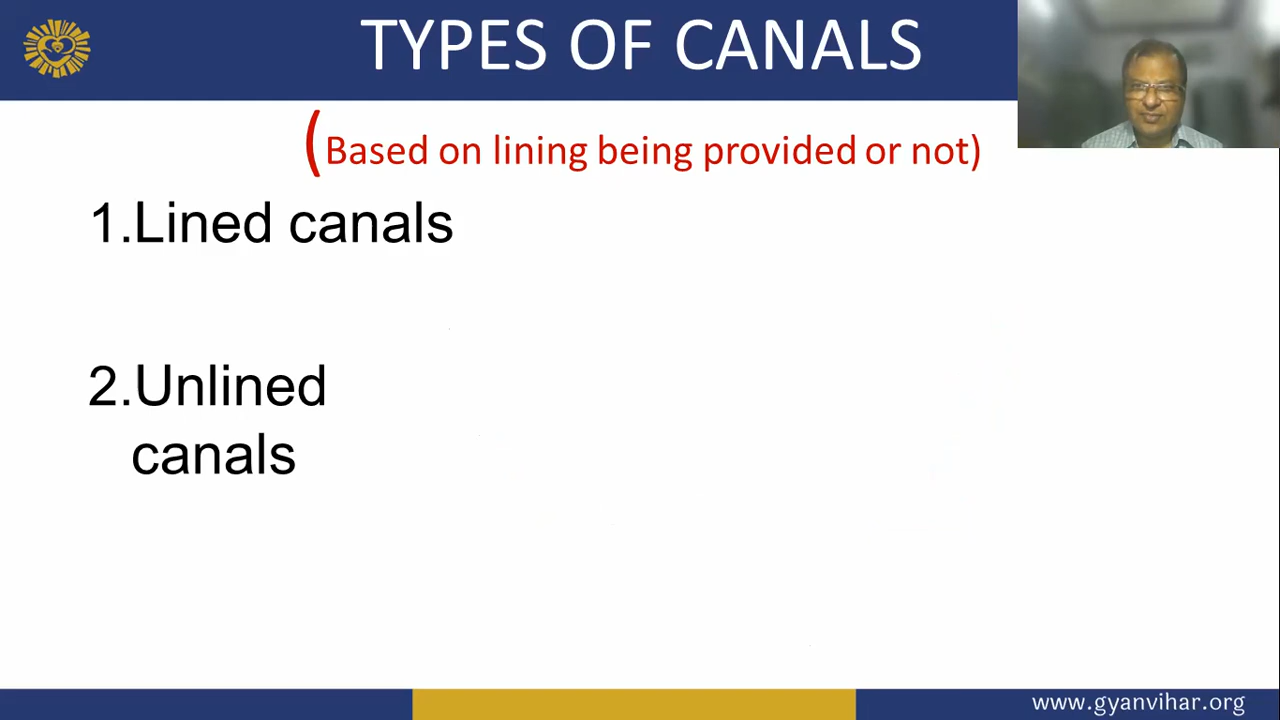 TYPES OF CANALS
(Based on lining being provided or not)
1.Lined canals
2.Unlined
canals
www.gyanvihar.org